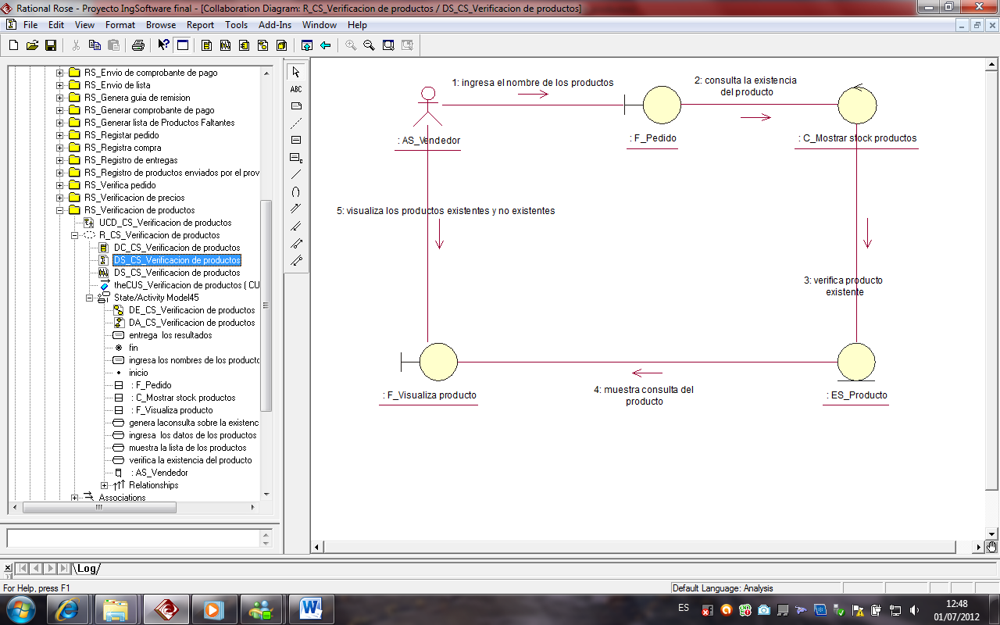 Rational Rose - Proyecto IngSoftware final - [Collaboration Diagram: R_CS_Verificacion de productos / DS_CS_Verificacion de productos]
File Edit View Format Browse Report Tools Add-Ins Window Help
RS_Envio de comprobante de pago
RS_Envio de lista
RS_Genera guia de remision
RS_Generar comprobante de pago
RS_Generar lista de Productos Faltantes
RS_Registar pedido
RS_Registra compra
RS_Registro de entregas
RS_Registro de productos enviados por el prov
RS_Verifica pedido
RS_Verificacion de precios
RS_Verificacion de productos
UCD_CS_Verificacion de productos
R_CS_Verificacion de productos
DC_CS_Verificacion de productos
DS_CS_Verificacion de productos
DS_CS_Verificacion de productos
theCUS_Verificacion de productos ( CU
State/Activity Model45
DE_CS_Verificacion de productos
DA_CS_Verificacion de productos
entrega los resultados
fin
ingresa los nombres de los producto
inicio
: F_Pedido
: C_Mostrar stock productos
: F_Visualiza producto
genera laconsulta sobre la existenc
ingresa los datos de los productos
muestra la lista de los productos
verifica la existencia del producto
: AS_Vendedor
Relationships
Associations
ABC
1: ingresa el nombre de los productos
2: consulta la existencia
del producto
: AS_Vendedor
: F_Pedido
: C_Mostrar stock productos
5: visualiza los productos existentes y no existentes
3: verifica producto
existente
: F_Visualiza producto
4: muestra consulta del
producto
: ES_Producto
Log
For Help, press F1
Default Language: Analysis
ES
12:48
01/07/2012